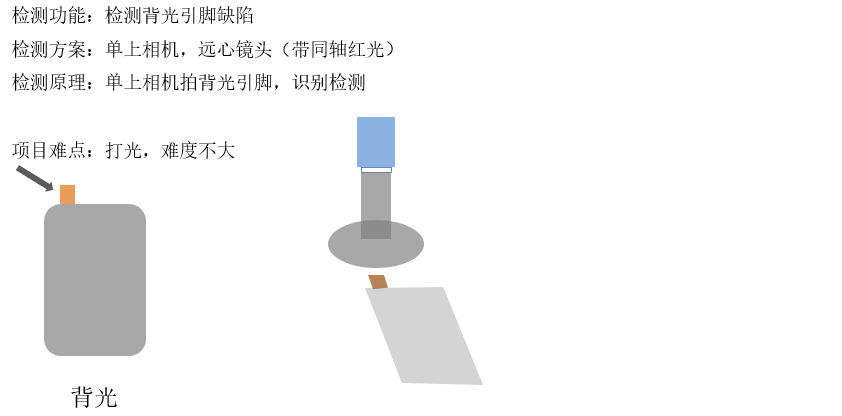 检测功能：检测背光引脚缺陷
检测方案：单上相机，远心镜头（带同轴红光）
检测原理：单上相机拍背光引脚，识别检测
项目难点：打光，难度不大
背光